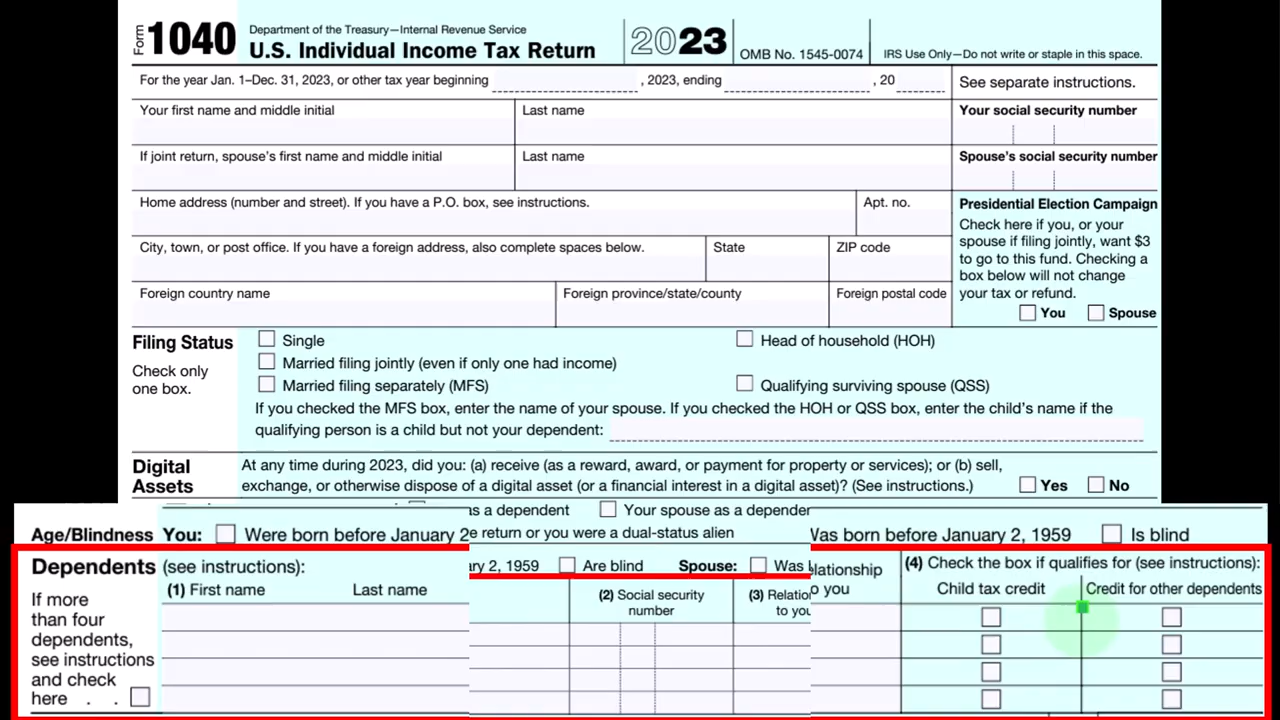 Form 1040 Department of the Treasury—Internal Revenue Service
U.S. Individual Income Tax Return
2023
OMB No. 1545-0074
IRS Use Only—Do not write or staple in this space.
For the year Jan. 1–Dec. 31, 2023, or other tax year beginning , 2023, ending , 20
See separate instructions.
Your first name and middle initial
Last name
Your social security number
If joint return, spouse's first name and middle initial
Last name
Spouse's social security number
Home address (number and street). If you have a P.O. box, see instructions.
Apt. no.
City, town, or post office. If you have a foreign address, also complete spaces below.
State
ZIP code
Foreign country name
Foreign province/state/county
Foreign postal code
Presidential Election Campaign
Check here if you, or your
spouse if filing jointly, want $3
to go to this fund. Checking a
box below will not change
your tax or refund.
You Spouse
Filing Status
Check only
one box.
Single
Married filing jointly (even if only one had income)
Married filing separately (MFS)
Head of household (HOH)
Qualifying surviving spouse (QSS)
If you checked the MFS box, enter the name of your spouse. If you checked the HOH or QSS box, enter the child's name if the
qualifying person is a child but not your dependent:
Digital
Assets
At any time during 2023, did you: (a) receive (as a reward, award, or payment for property or services); or (b) sell,
exchange, or otherwise dispose of a digital asset (or a financial interest in a digital asset)? (See instructions.)
Yes No
as a dependent Your spouse as a depender
Age/Blindness You: Were born before January 2
e return or you were a dual-status alien
Was born before January 2, 1959 Is blind
ry 2, 1959 Are blind Spouse: Was
Dependents (see instructions):
If more
than four
dependents,
see instructions
and check
here . .
(1) First name Last name
(2) Social security
number
(3) Relatio
to you
elationship
o you
(4) Check the box if qualifies for (see instructions):
Child tax credit Credit for other dependents